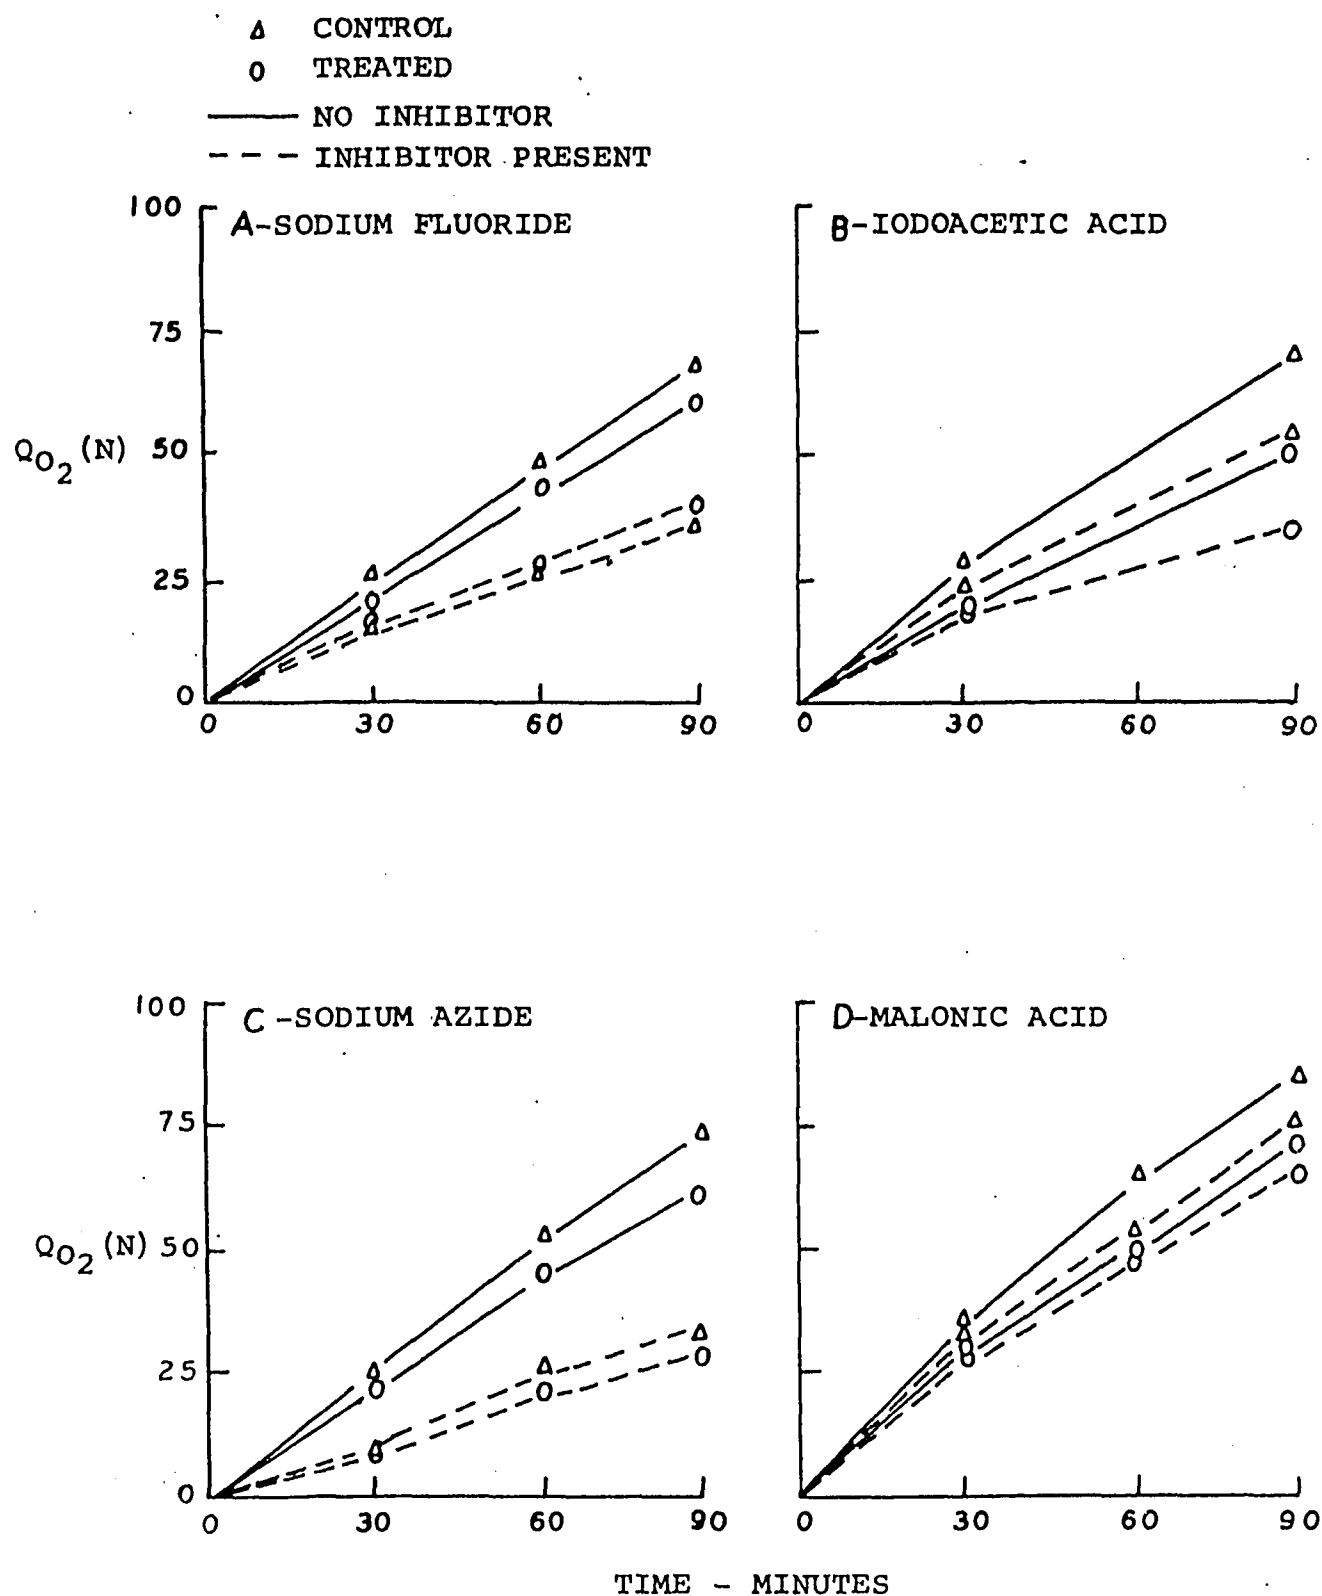 Δ CONTROL
O TREATED
NO INHIBITOR
INHIBITOR PRESENT
A-SODIUM FLUORIDE
100
75
50
25
0
QO2(N)
0 30 60 90
B-IODOACETIC ACID
0 30 60 90
C-SODIUM AZIDE
100
75
50
25
0
QO2(N)
0 30 60 90
D-MALONIC ACID
0 30 60 90
TIME - MINUTES